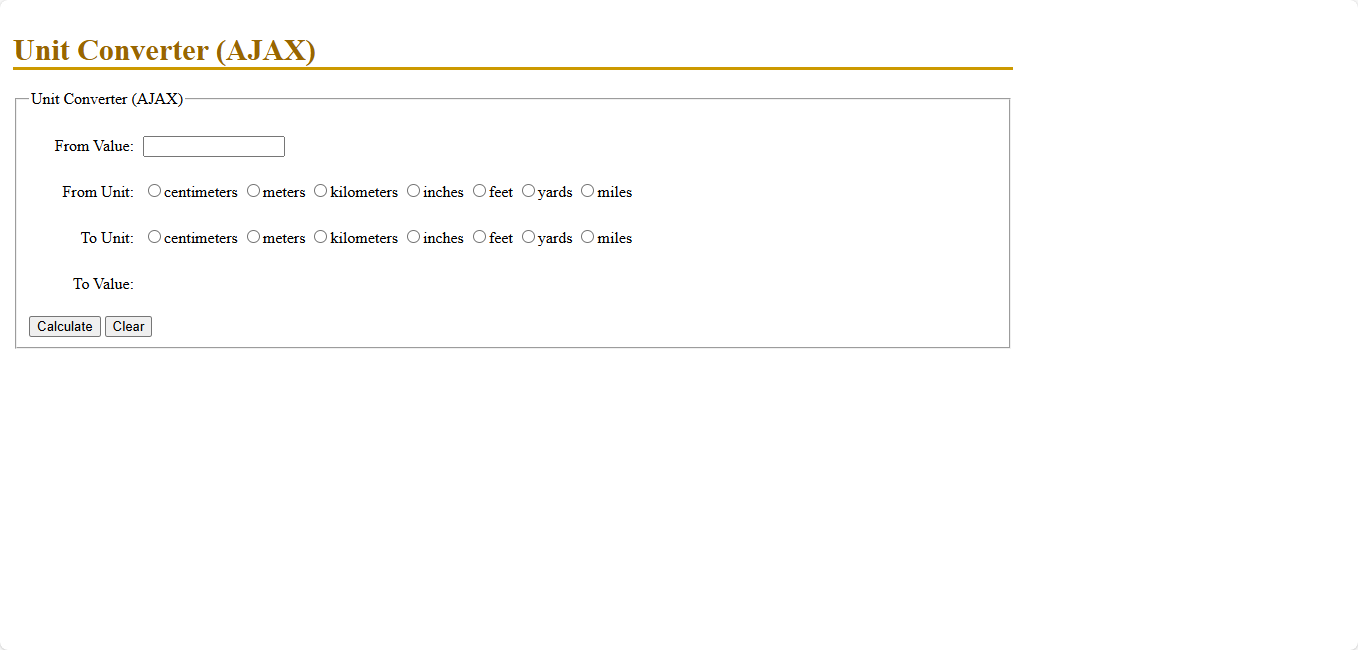 Unit Converter (AJAX)
Unit Converter (AJAX)
From Value:
From Unit: centimeters meters kilometers inches feet yards miles
To Unit: centimeters meters kilometers inches feet yards miles
To Value:
Calculate Clear